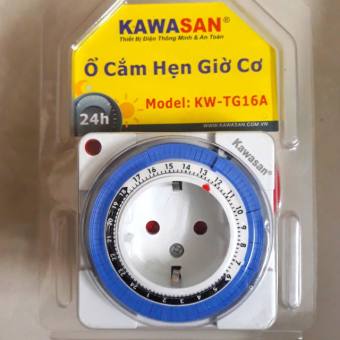 KAWASAN®
Thiết Bị Điện Thông Minh & An Toàn
Ổ Cắm Hẹn Giờ Cơ
Model: KW-TG16A
24h
WWW.KAWASAN.COM.VN
Kawasan®